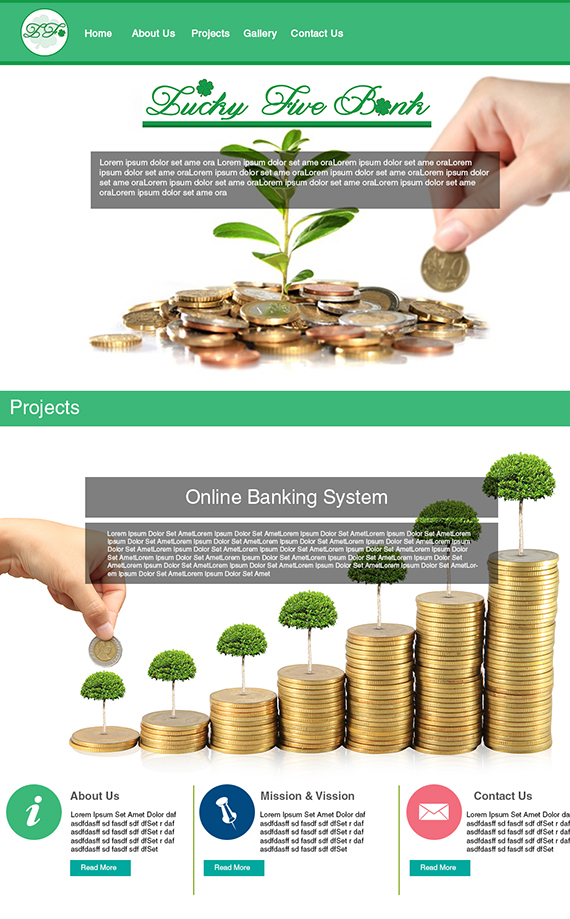 LF
Home About Us Projects Gallery Contact Us
Lucky Five Bank
Lorem ipsum dolor set ame ora Lorem ipsum dolor set ame oraLorem ipsum dolor set ame oraLorem
ipsum dolor set ame oraLorem ipsum dolor set ame oraLorem ipsum dolor set ame oraLorem ipsum dolor
set ame oraLorem ipsum dolor set ame oraLorem ipsum dolor set ame oraLorem ipsum dolor set ame
oraLorem ipsum dolor set ame oraLorem ipsum dolor set ame oraLorem ipsum dolor set ame
set ame ora
Projects
Online Banking System
Lorem Ipsum Dolor Set AmetLorem Ipsum Dolor Set AmetLorem Ipsum Dolor Set AmetLorem Ipsum Dolor Set AmetLorem
Ipsum Dolor Set AmetLorem Ipsum Dolor Set AmetLorem Ipsum Dolor Set AmetLorem Ipsum Dolor Set AmetLorem Ipsum
Dolor Set AmetLorem Ipsum Dolor Set AmetLorem Ipsum Dolor Set AmetLorem Ipsum Dolor Set AmetLorem Ipsum Dolor
Set AmetLorem Ipsum Dolor Set AmetLorem Ipsum Dolor Set AmetLorem Ipsum Dolor Set AmetLorem Ipsum Dolor Set
AmetLorem Ipsum Dolor Set AmetLorem Ipsum Dolor Set AmetLorem Ipsum Dolor Set AmetLorem Ipsum Dolor Set AmetLor-
em Ipsum Dolor Set AmetLorem Ipsum Dolor Set Amet
About Us
Lorem Ipsum Set Amet Dolor daf
asdfdasff sd fasdf sdf dfSet r daf
asdfdasff sd fasdf sdf dfSet r daf
asdfdasff sd fasdf sdf dfSet r daf
asdfdasff sd fasdf sdf dfSet
Read More
Mission & Vission
Lorem Ipsum Set Amet Dolor daf
asdfdasff sd fasdf sdf dfSet r daf
asdfdasff sd fasdf sdf dfSet r daf
asdfdasff sd fasdf sdf dfSet r daf
asdfdasff sd fasdf sdf dfSet
Read More
Contact Us
Lorem Ipsum Set Amet Dolor da
asdfdasff sd fasdf sdf dfSet r da
asdfdasff sd fasdf sdf dfSet r da
asdfdasff sd fasdf sdf dfSet r da
asdfdasff sd fasdf sdf dfSet
Read More